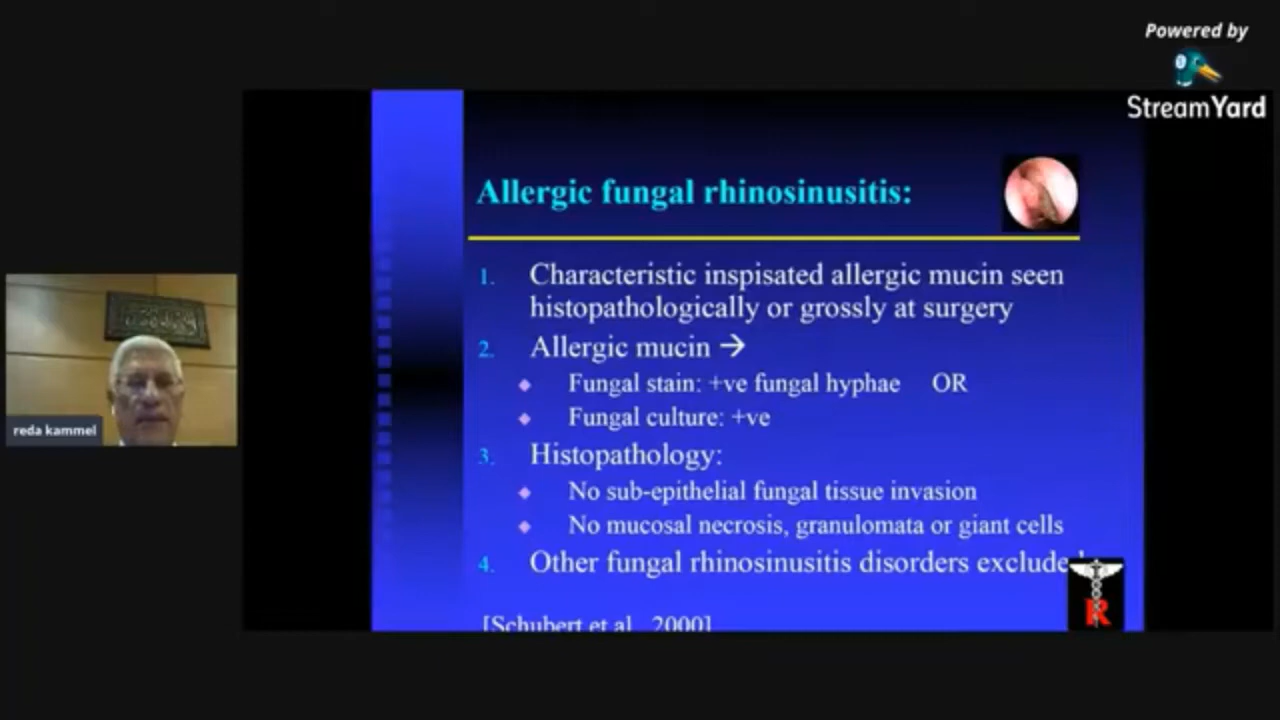 Powered by
StreamYard
Allergic fungal rhinosinusitis:
1. Characteristic inspisated allergic mucin seen
histopathologically or grossly at surgery
2. Allergic mucin →
Fungal stain: +ve fungal hyphae OR
Fungal culture: +ve
3. Histopathology:
No sub-epithelial fungal tissue invasion
No mucosal necrosis, granulomata or giant cells
4. Other fungal rhinosinusitis disorders exclude
[Schubert et al., 2000]
R
reda kammel